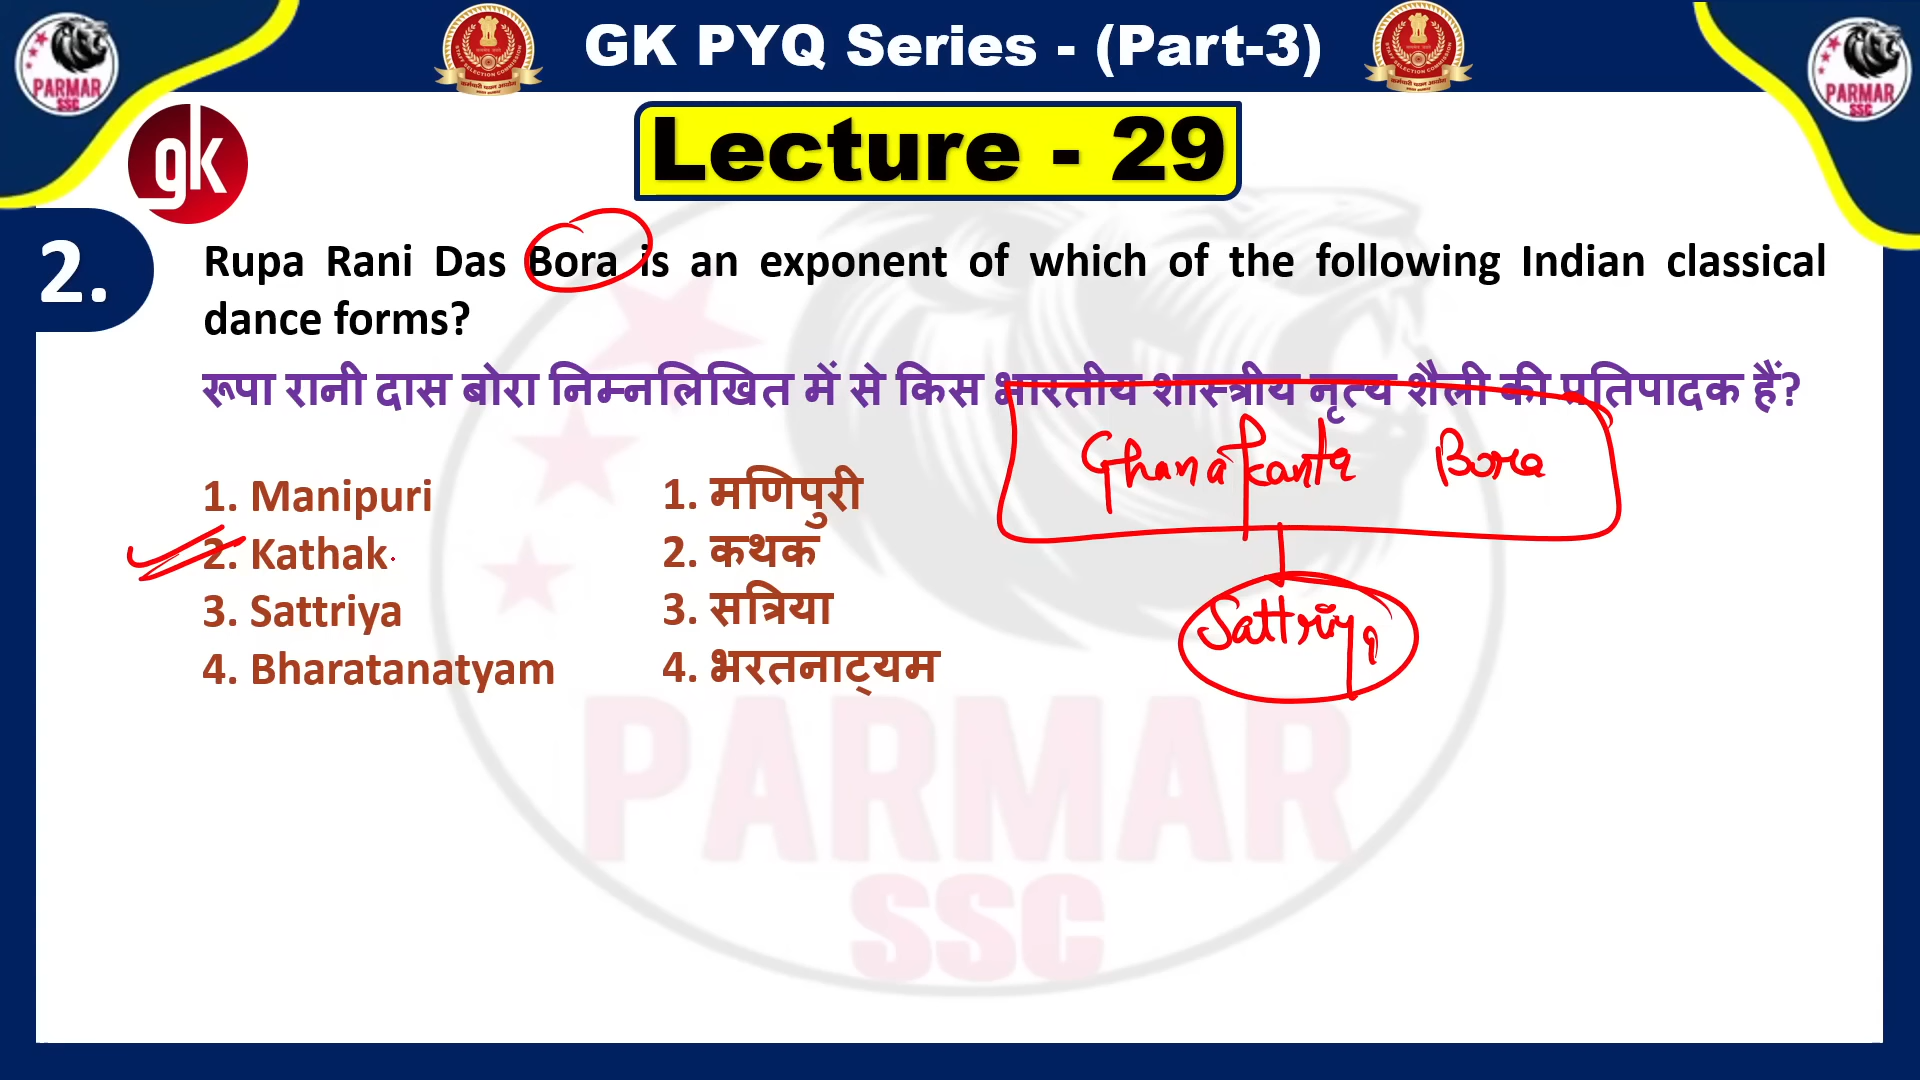 GK PYQ Series - (Part-3)
PARMAR
SSC
PARMAR
SSC
gk
Lecture - 29
2.
Rupa Rani Das Bora is an exponent of which of the following Indian classical
dance forms?
रूपा रानी दास बोरा निम्नलिखित में से किस भारतीय शास्त्रीय नृत्य शैली की प्रतिपादक हैं?
Ghanakanta Bora
1. Manipuri
1. मणिपुरी
2. Kathak
2. कथक
3. Sattriya
3. सत्रिया
Sattriya
4. Bharatanatyam
4. भरतनाट्यम
PARMAR
SSC